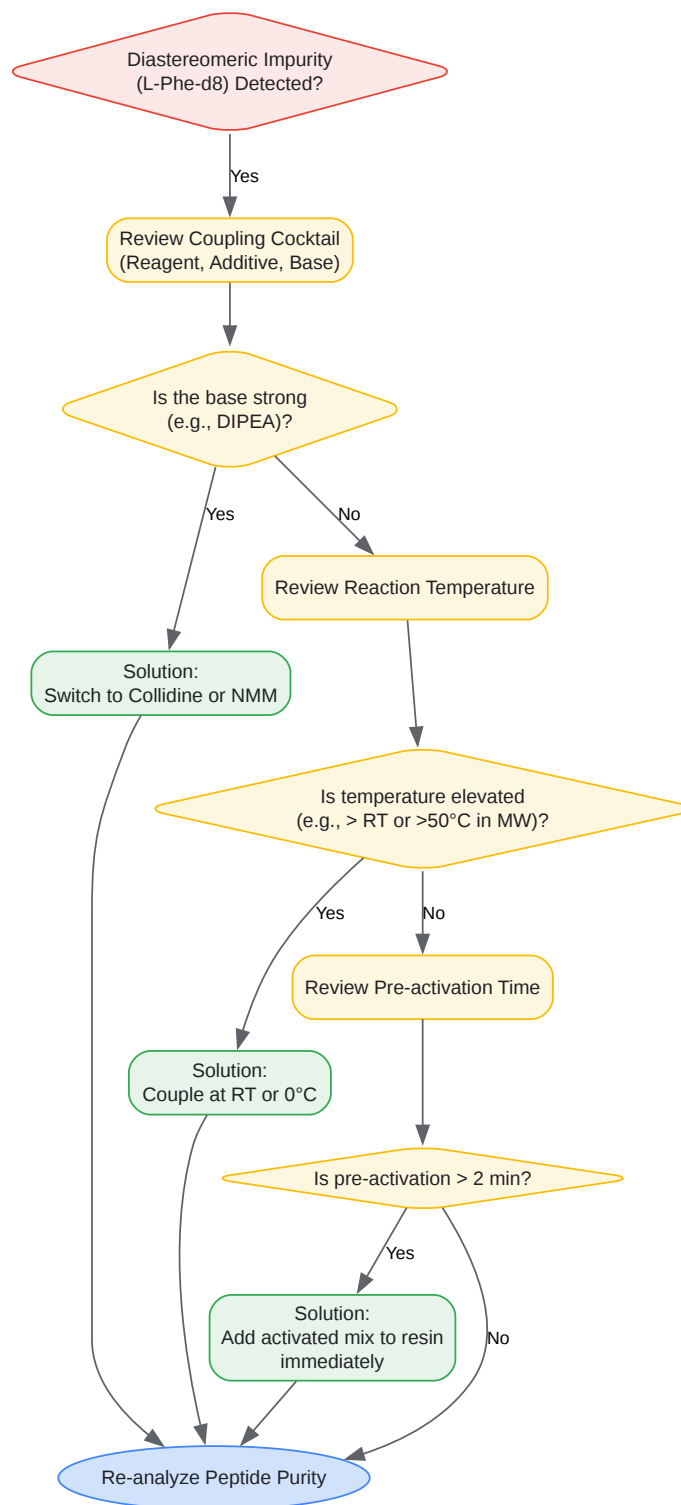 Diastereomeric Impurity
(L-Phe-d8) Detected?
Yes
Review Coupling Cocktail
(Reagent, Additive, Base)
Is the base strong
(e.g., DIPEA)?
Yes
No
Review Reaction Temperature
Solution:
Switch to Collidine or NMM
Is temperature elevated
(e.g., > RT or >50°C in MW)?
Yes
No
Review Pre-activation Time
Solution:
Couple at RT or 0°C
Is pre-activation > 2 min?
Yes
Solution:
Add activated mix to resin
immediately
No
Re-analyze Peptide Purity